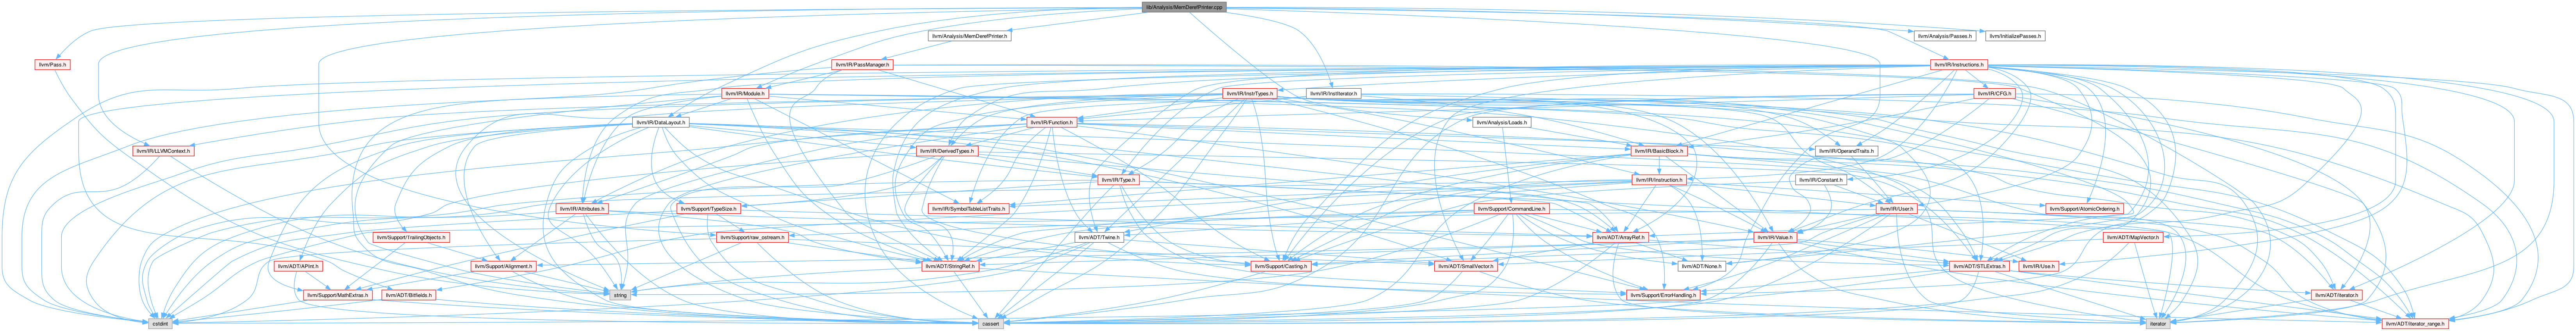 lib/Analysis/MemDerefPrinter.cpp
llvm/Analysis/MemDerefPrinter.h
llvm/Analysis/Passes.h
llvm/InitializePasses.h
llvm/Pass.h
llvm/IR/PassManager.h
llvm/IR/Instructions.h
llvm/IR/Module.h
llvm/IR/InstrTypes.h
llvm/IR/InstIterator.h
llvm/IR/CFG.h
llvm/IR/DataLayout.h
llvm/IR/Function.h
llvm/Analysis/Loads.h
llvm/IR/LLVMContext.h
llvm/IR/DerivedTypes.h
llvm/IR/BasicBlock.h
llvm/IR/OperandTraits.h
llvm/IR/Type.h
llvm/IR/Instruction.h
llvm/IR/Constant.h
llvm/IR/Attributes.h
llvm/Support/TypeSize.h
llvm/IR/SymbolTableListTraits.h
llvm/Support/CommandLine.h
llvm/IR/User.h
llvm/Support/AtomicOrdering.h
llvm/Support/TrailingObjects.h
llvm/Support/raw_ostream.h
llvm/ADT/Twine.h
llvm/ADT/ArrayRef.h
llvm/IR/Value.h
llvm/ADT/MapVector.h
llvm/ADT/APInt.h
llvm/Support/Alignment.h
llvm/ADT/StringRef.h
llvm/Support/Casting.h
llvm/ADT/SmallVector.h
llvm/ADT/None.h
llvm/ADT/STLExtras.h
llvm/IR/Use.h
llvm/Support/MathExtras.h
llvm/ADT/Bitfields.h
string
llvm/Support/ErrorHandling.h
llvm/ADT/iterator.h
cstdint
cassert
iterator
llvm/ADT/iterator_range.h